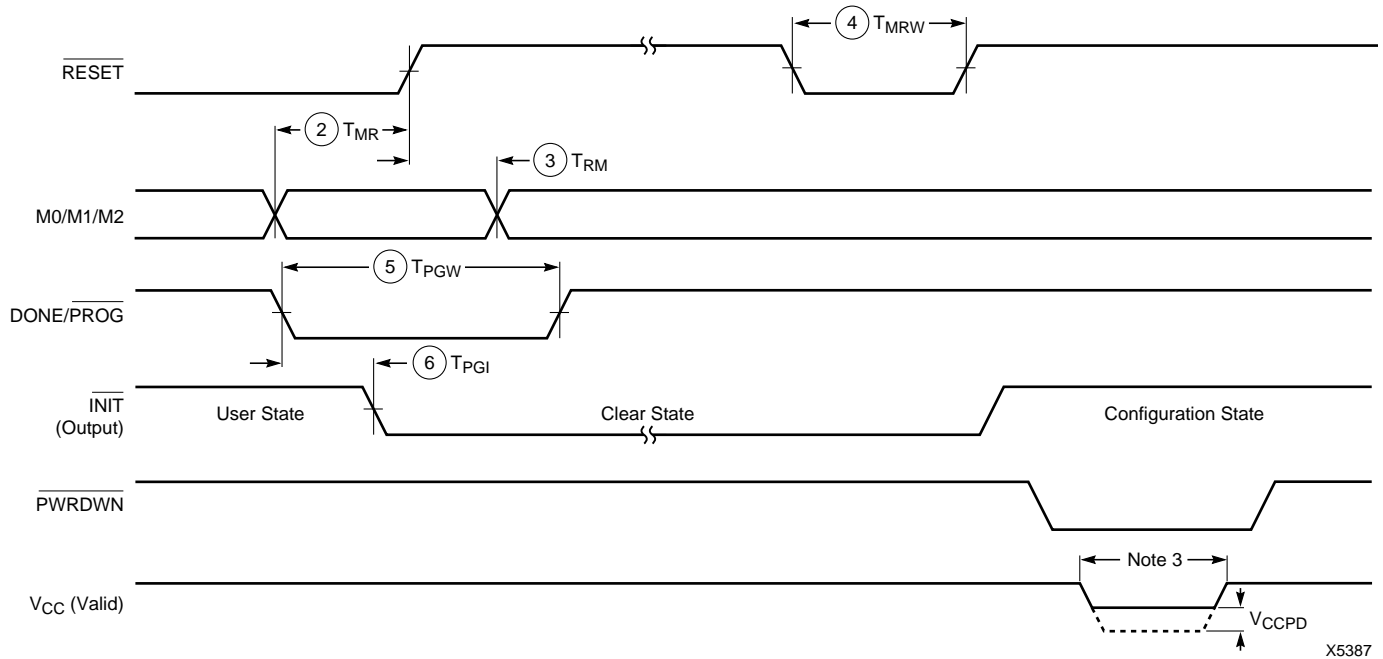 4 TMRW
RESET
2 TMR
3 TRM
M0/M1/M2
5 TPGW
DONE/PROG
6 TPGI
INIT
(Output)
User State
Clear State
Configuration State
PWRDWN
Note 3
VCC (Valid)
VCCPD
X5387